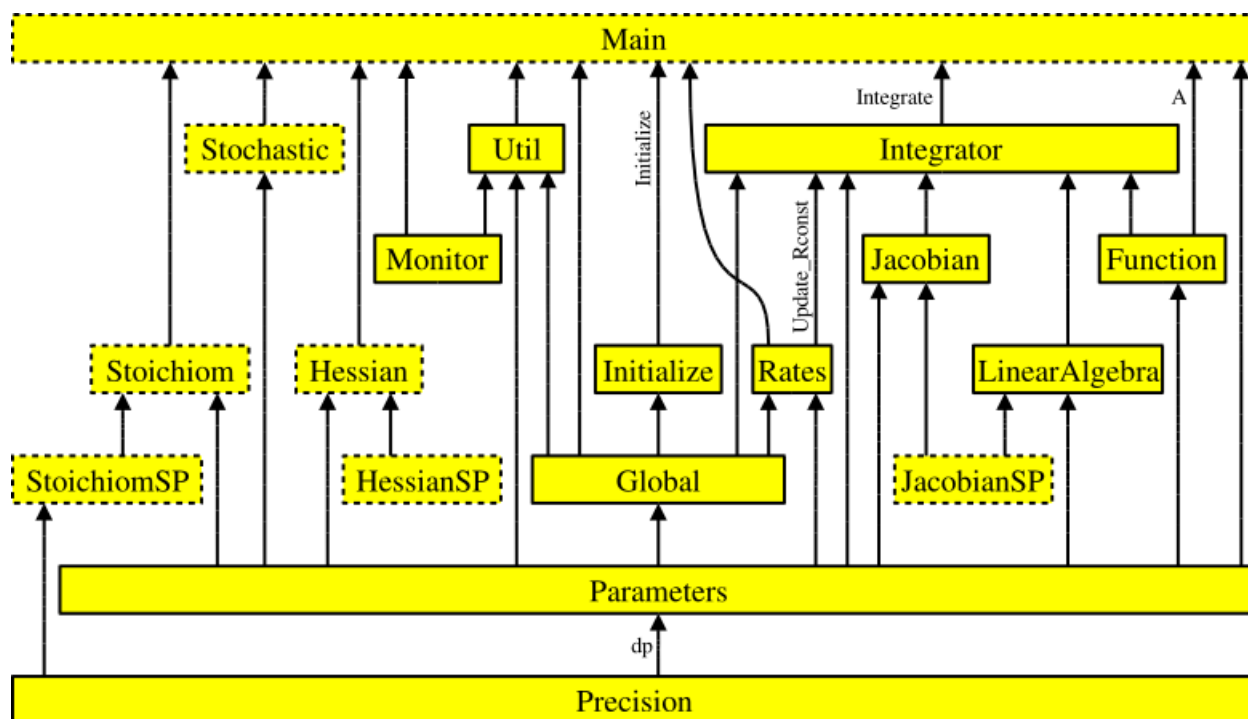 Main
Integrate
A
Stochastic
Util
Initialize
Integrator
Update_Rconst
Monitor
Jacobian
Function
Stoichiom
Hessian
Initialize
Rates
LinearAlgebra
StoichiomSP
HessianSP
Global
JacobianSP
Parameters
dp
Precision